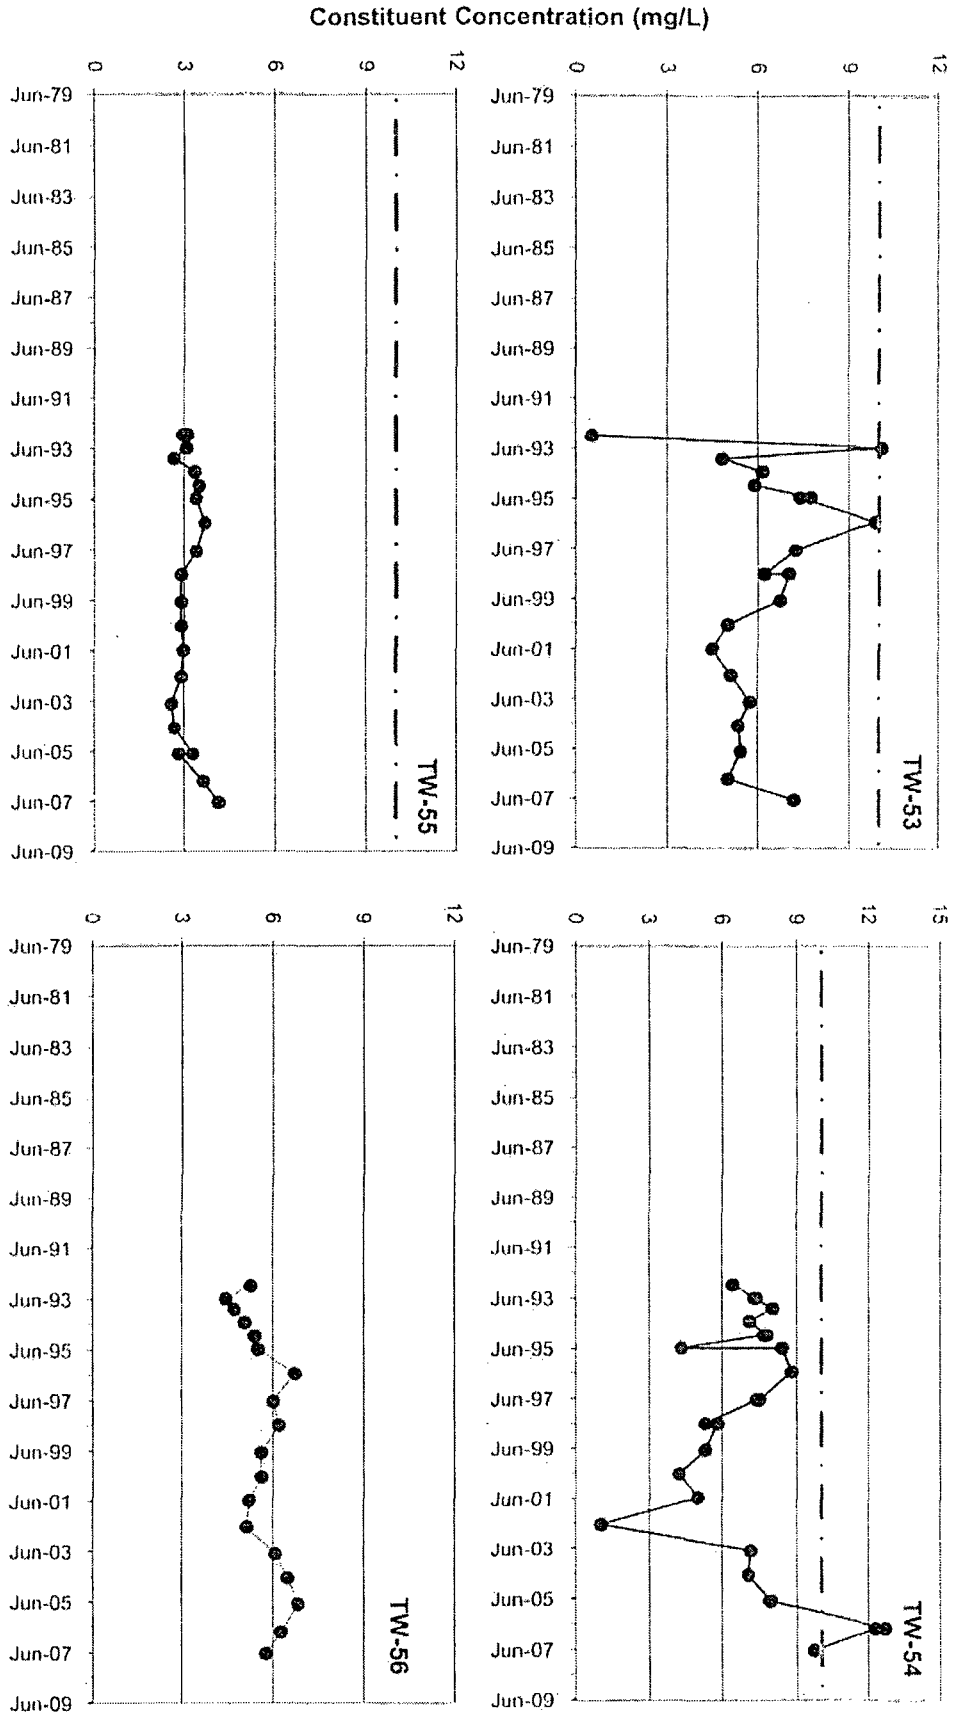 Constituent Concentration (mg/L)
0
3
6
9
12
Jun-79
Jun-81
Jun-83
Jun-85
Jun-87
Jun-89
Jun-91
Jun-93
Jun-95
Jun-97
Jun-99
Jun-01
Jun-03
Jun-05
Jun-07
Jun-09
TW-55
0
3
6
9
12
Jun-79
Jun-81
Jun-83
Jun-85
Jun-87
Jun-89
Jun-91
Jun-93
Jun-95
Jun-97
Jun-99
Jun-01
Jun-03
Jun-05
Jun-07
Jun-09
TW-53
0
3
6
9
12
Jun-79
Jun-81
Jun-83
Jun-85
Jun-87
Jun-89
Jun-91
Jun-93
Jun-95
Jun-97
Jun-99
Jun-01
Jun-03
Jun-05
Jun-07
Jun-09
TW-56
0
3
6
9
12
15
Jun-79
Jun-81
Jun-83
Jun-85
Jun-87
Jun-89
Jun-91
Jun-93
Jun-95
Jun-97
Jun-99
Jun-01
Jun-03
Jun-05
Jun-07
Jun-09
TW-54